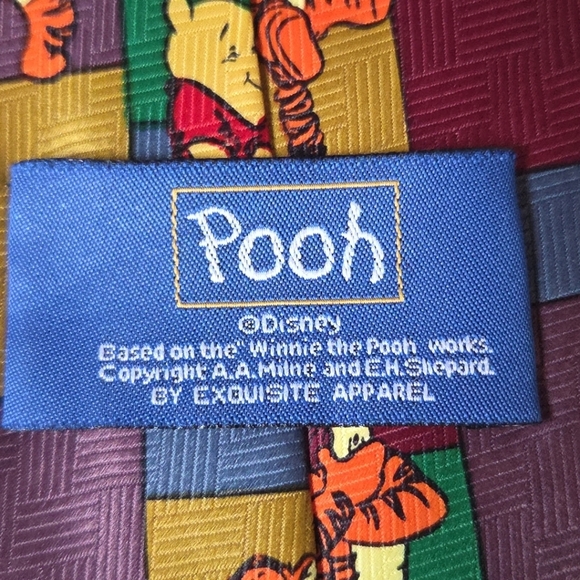 Pooh
©Disney
Based on the" Winnie the Pooh works.
Copyright A.A. Milne and E.H. Shepard.
BY EXQUISITE APPAREL